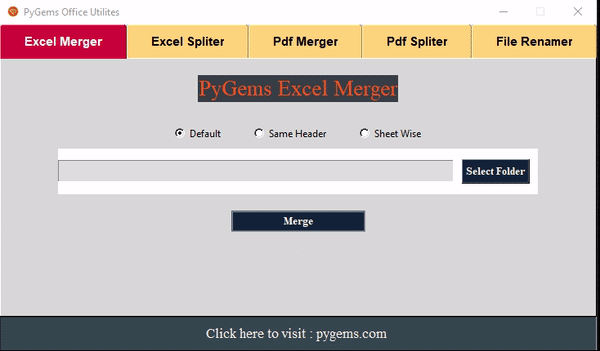 PyGems Office Utilites
Excel Merger Excel Spliter Pdf Merger Pdf Spliter File Renamer
PyGems Excel Merger
Default Same Header Sheet Wise
Select Folder
Merge
Click here to visit : pygems.com